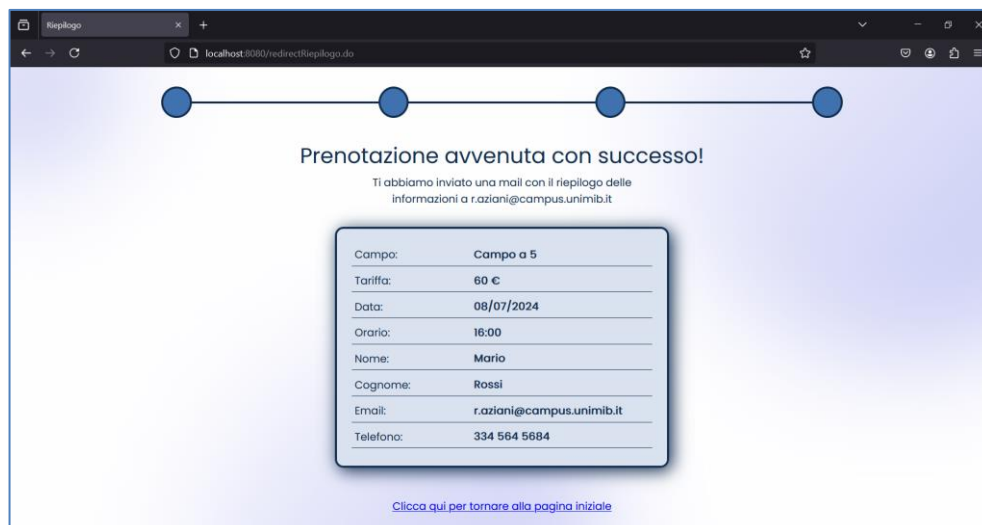 Riepilogo
localhost:8080/redirectRiepilogo.do
Prenotazione avvenuta con successo!
Ti abbiamo inviato una mail con il riepilogo delle
informazioni a r.aziani@campus.unimib.it
Campo: Campo a 5
Tariffa: 60 €
Data: 08/07/2024
Orario: 16:00
Nome: Mario
Cognome: Rossi
Email: r.aziani@campus.unimib.it
Telefono: 334 564 5684
Clicca qui per tornare alla pagina iniziale